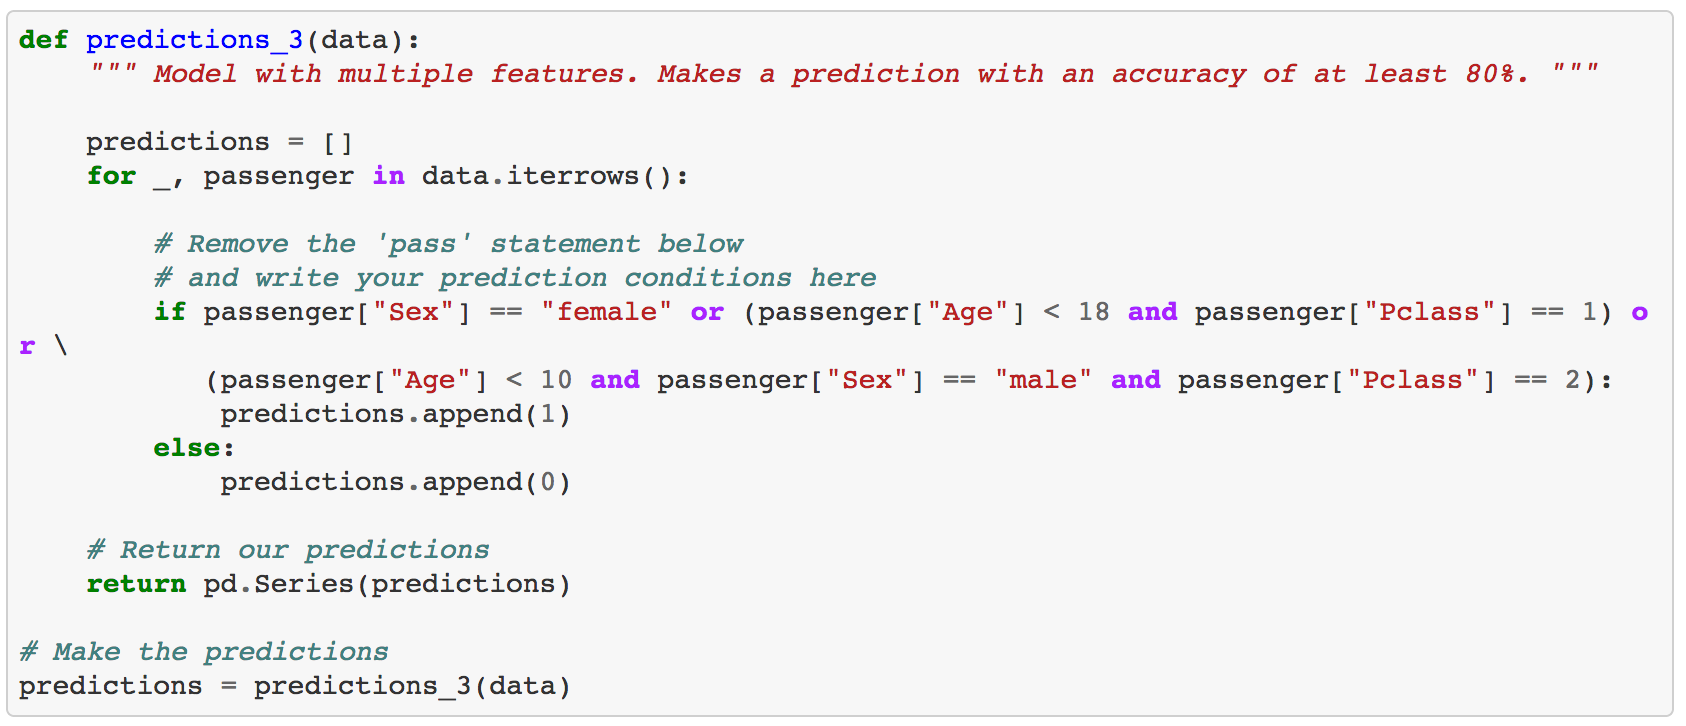 def predictions_3(data):
    """ Model with multiple features. Makes a prediction with an accuracy of at least 80%. """

    predictions = []
    for _, passenger in data.iterrows():

        # Remove the 'pass' statement below
        # and write your prediction conditions here
        if passenger["Sex"] == "female" or (passenger["Age"] < 18 and passenger["Pclass"] == 1) o
r \
           (passenger["Age"] < 10 and passenger["Sex"] == "male" and passenger["Pclass"] == 2):
            predictions.append(1)
        else:
            predictions.append(0)

    # Return our predictions
    return pd.Series(predictions)

# Make the predictions
predictions = predictions_3(data)